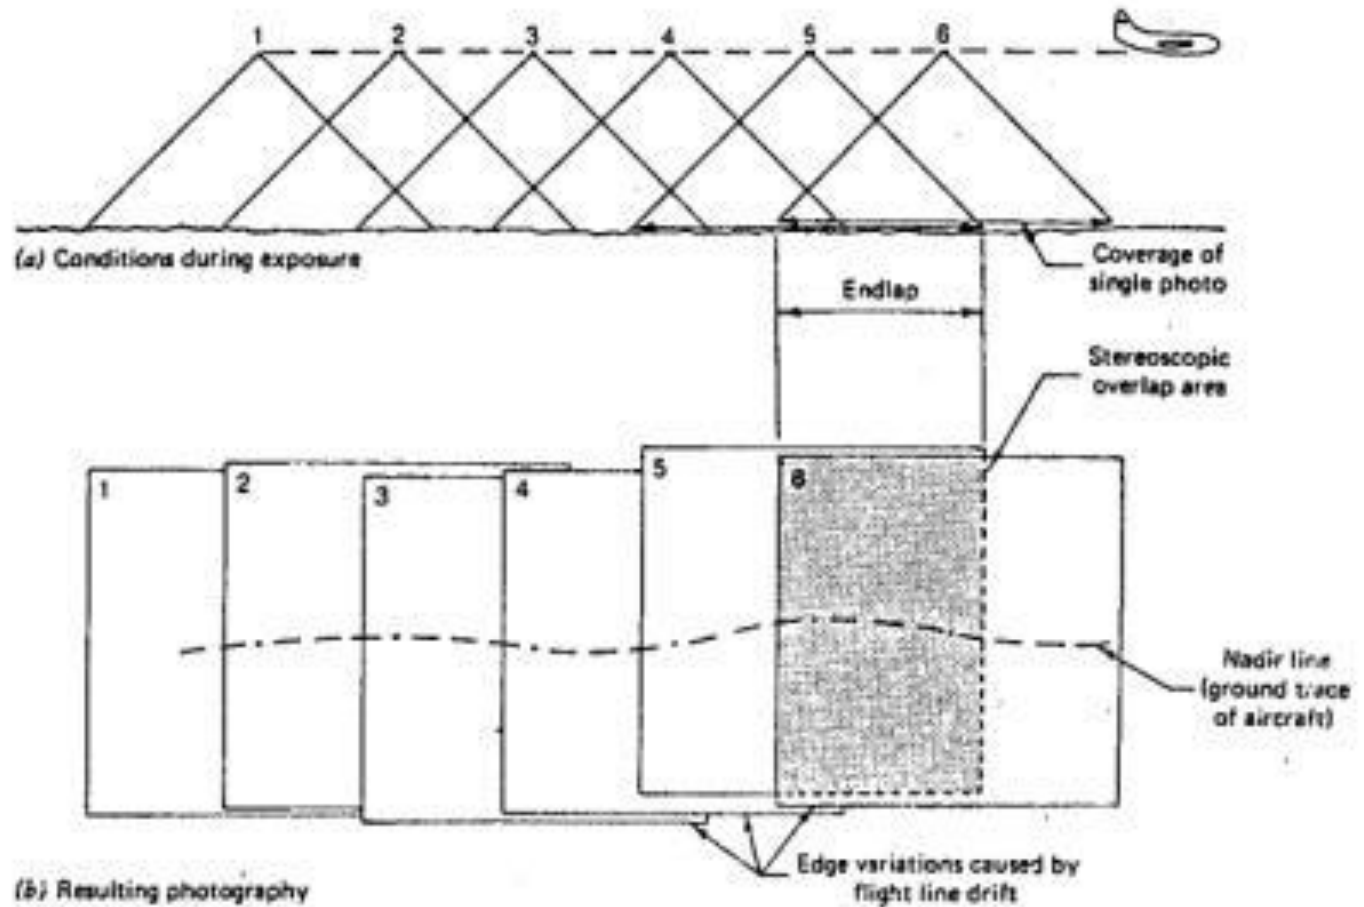 1 2 3 4 5 6
(a) Conditions during exposure
Coverage of
single photo
Endlap
Stereoscopic
overlap area
1 2 3 4 5 6
Nadir line
(ground trace
of aircraft)
Edge variations caused by
flight line drift
(b) Resulting photography